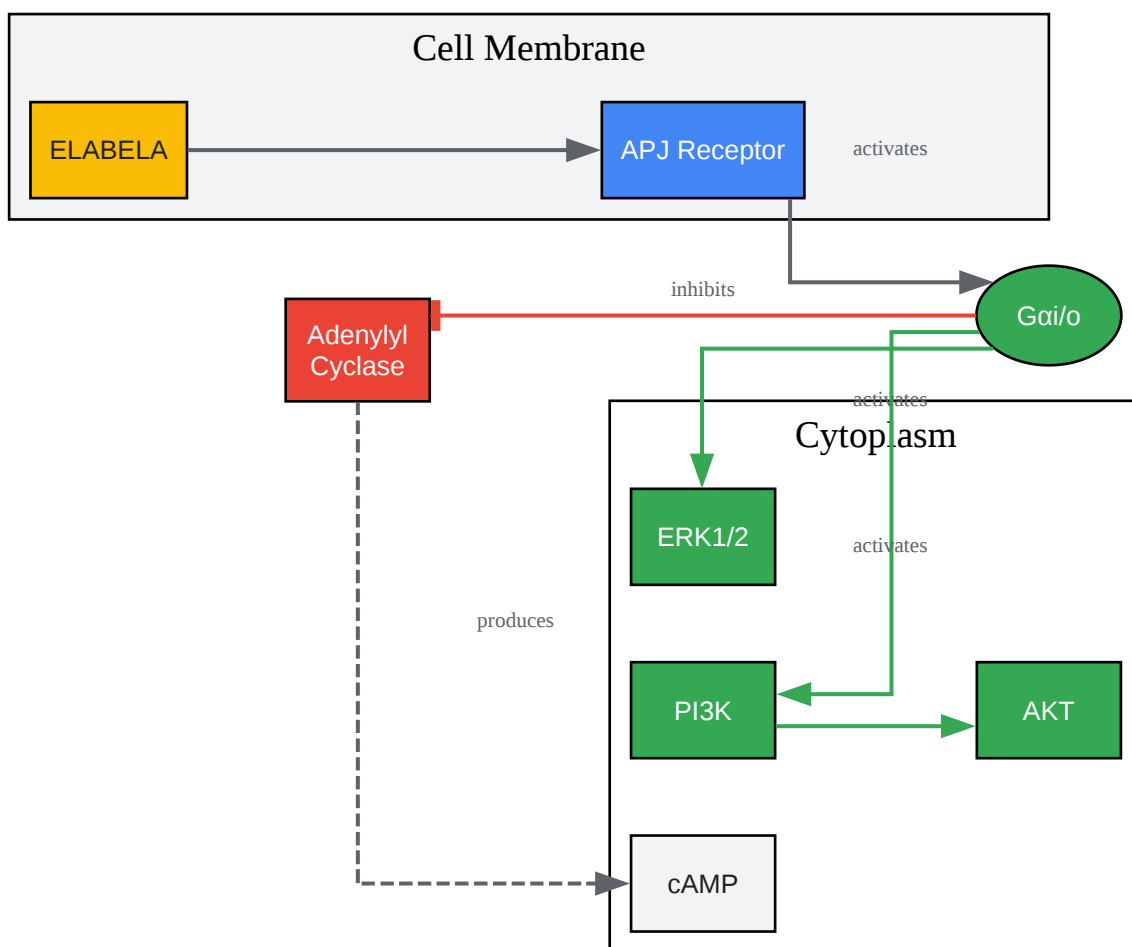 Cell Membrane
ELABELA
APJ Receptor
activates
inhibits
Gαi/o
Adenylyl
Cyclase
activates
Cytoplasm
ERK1/2
activates
produces
PI3K
AKT
cAMP